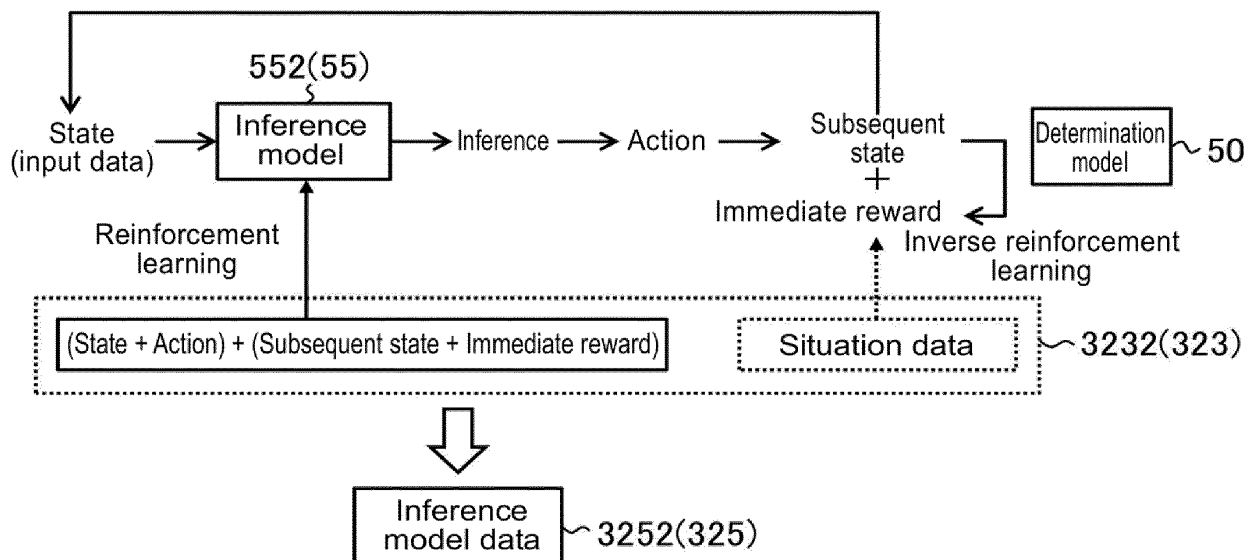 552(55)
State
(input data)
Inference
model
Inference
Action
Subsequent
state
+
Immediate reward
Determination
model
50
Reinforcement
learning
Inverse reinforcement
learning
(State + Action) + (Subsequent state + Immediate reward)
Situation data
3232(323)
Inference
model data
3252(325)